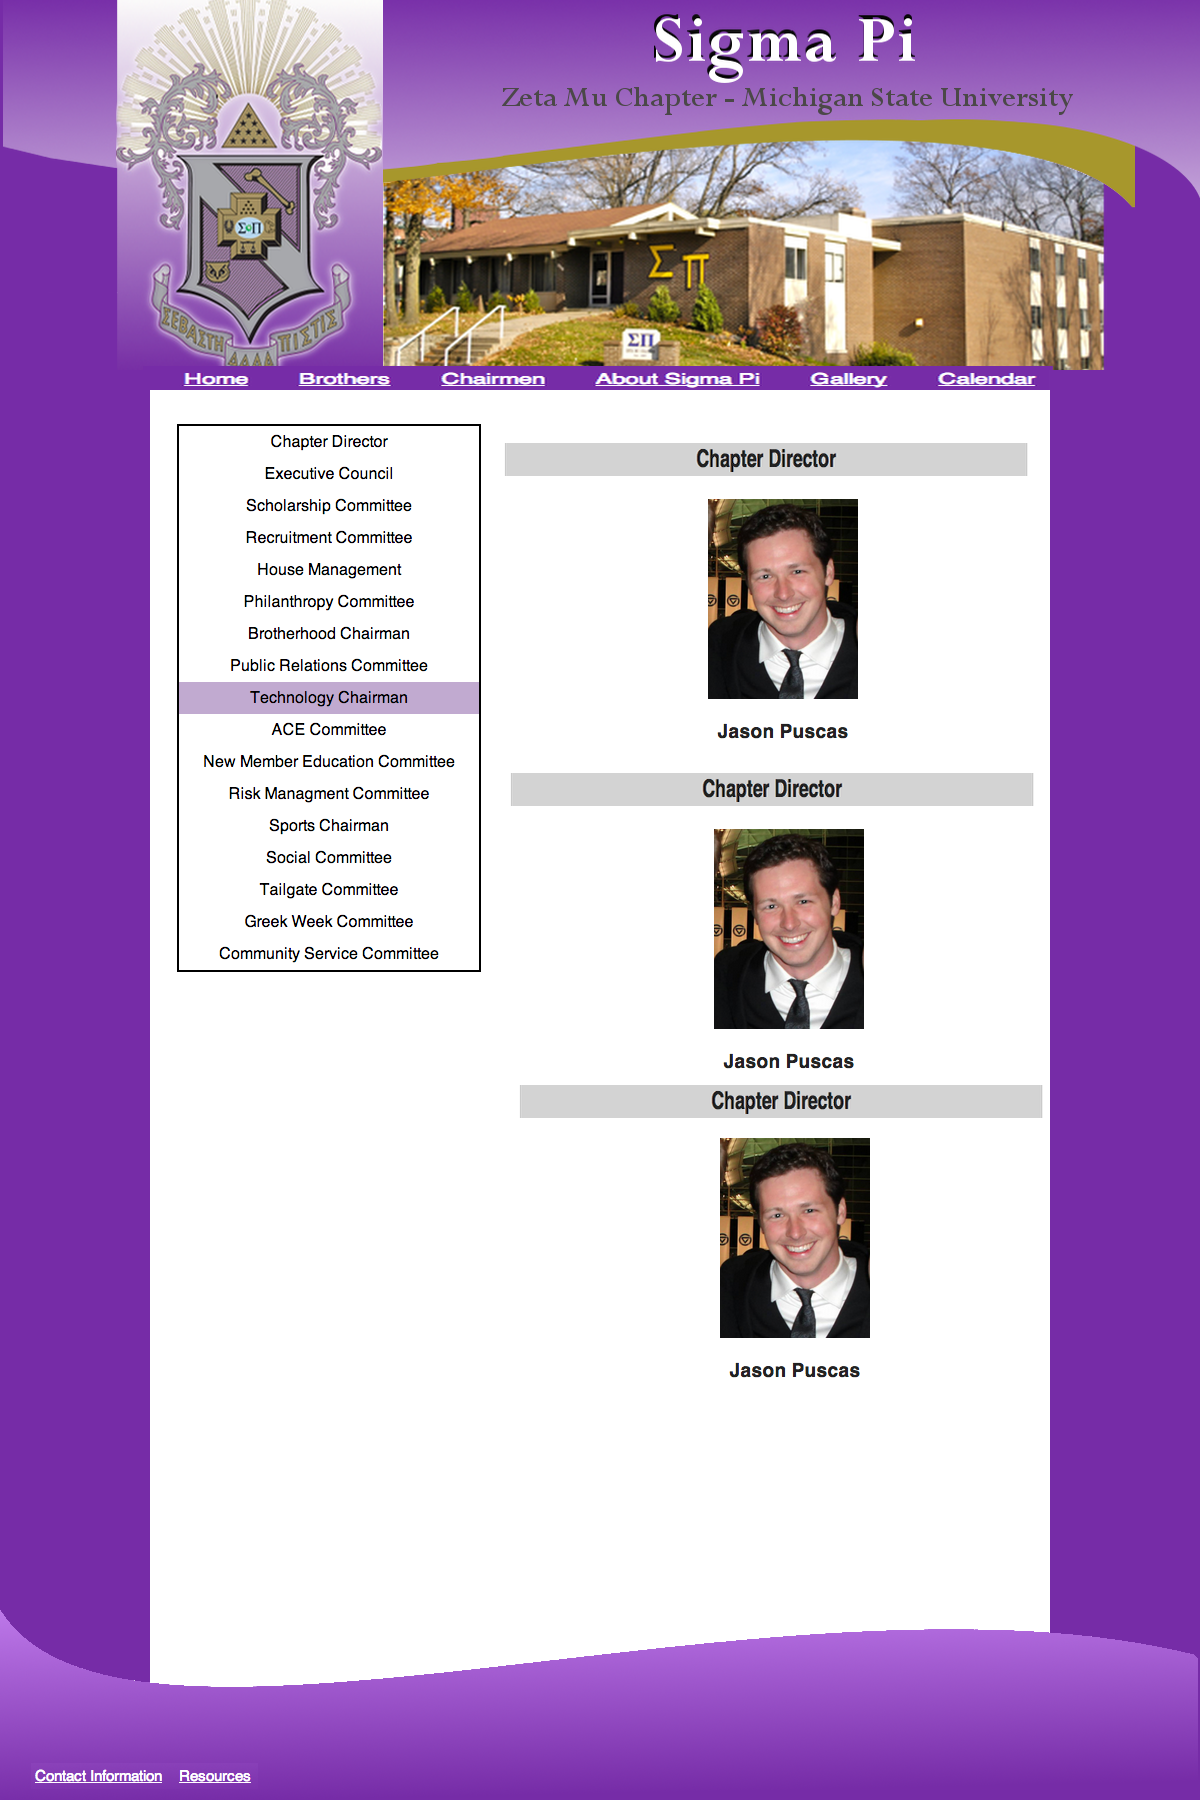 Sigma Pi
Zeta Mu Chapter - Michigan State University
ΣΠ
ΣΕΒΑΣΤΗ ΑΛΛΑ ΠΙΣΤΙΣ
Σ Π
ΣΠ
Home Brothers Chairmen About Sigma Pi Gallery Calendar
Chapter Director
Executive Council
Scholarship Committee
Recruitment Committee
House Management
Philanthropy Committee
Brotherhood Chairman
Public Relations Committee
Technology Chairman
ACE Committee
New Member Education Committee
Risk Managment Committee
Sports Chairman
Social Committee
Tailgate Committee
Greek Week Committee
Community Service Committee
Chapter Director
Jason Puscas
Chapter Director
Jason Puscas
Chapter Director
Jason Puscas
Contact Information Resources